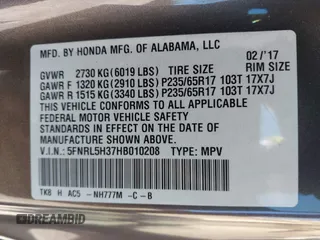 MFD. BY HONDA MFG. OF ALABAMA, LLC 02/'17
GVWR 2730 KG (6019 LBS) TIRE SIZE RIM SIZE
GAWR F 1320 KG (2910 LBS) P235/65R17 103T 17X7J
GAWR R 1515 KG (3340 LBS) P235/65R17 103T 17X7J
THIS VEHICLE CONFORMS TO ALL APPLICABLE
FEDERAL MOTOR VEHICLE SAFETY STANDARDS
IN EFFECT ON THE DATE OF
MANUFACTURE SHOWN ABOVE.
V.I.N.: 5FNRL5H37HB010208 TYPE: MPV
TK8 H AC5 -NH777M -C -B
AUTOBIDMASTER